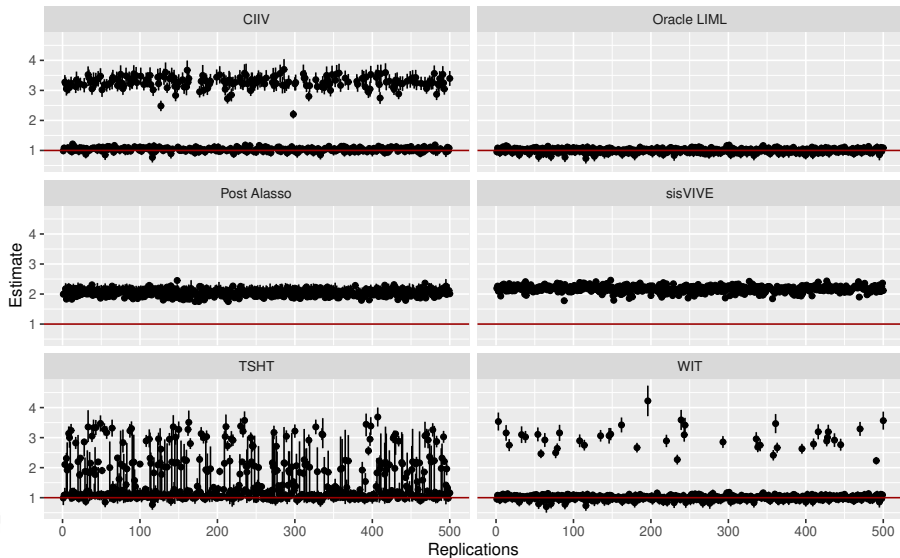 CIIV
Oracle LIML
4
3
2
1
Post Alasso
sisVIVE
4
3
2
1
Estimate
TSHT
WIT
4
3
2
1
0 100 200 300 400 500
0 100 200 300 400 500
Replications